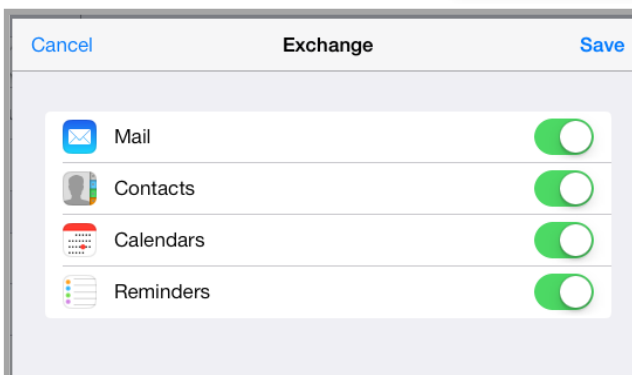 Cancel Exchange Save
Mail
Contacts
Calendars
Reminders